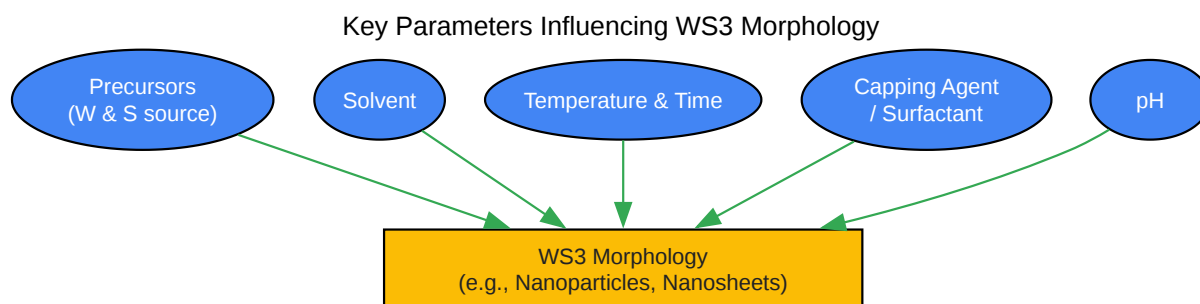 Key Parameters Influencing WS3 Morphology
Precursors
(W & S source)
Solvent
Temperature & Time
Capping Agent
/ Surfactant
pH
WS3 Morphology
(e.g., Nanoparticles, Nanosheets)